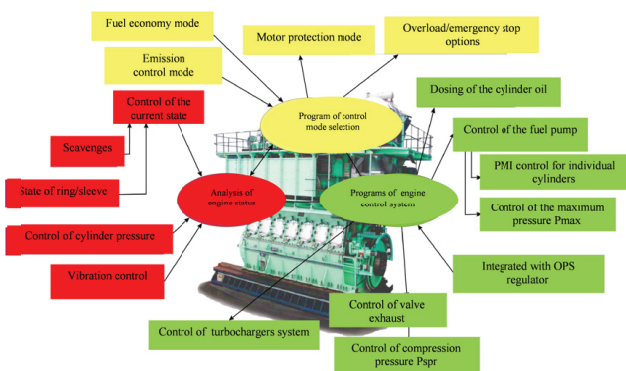 Fuel economy mode
Motor protection mode
Overload/emergency stop
options
Emission
control mode
Control of the
current state
Dosing of the cylinder oil
Program of control
mode selection
Scavenges
Control of the fuel pump
PMI control for individual
cylinders
State of ring/sleeve
Analysis of
engine status
Programs of engine
control system
Control of the maximum
pressure Pmax
Control of cylinder pressure
Vibration control
Integrated with OPS
regulator
Control of valve
exhaust
Control of turbochargers system
Control of compression
pressure Pspr